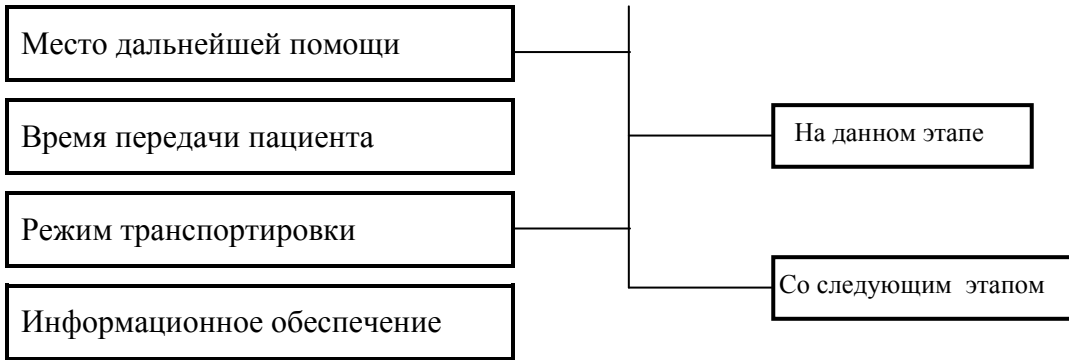 Место дальнейшей помощи
Время передачи пациента
На данном этапе
Режим транспортировки
Со следующим этапом
Информационное обеспечение